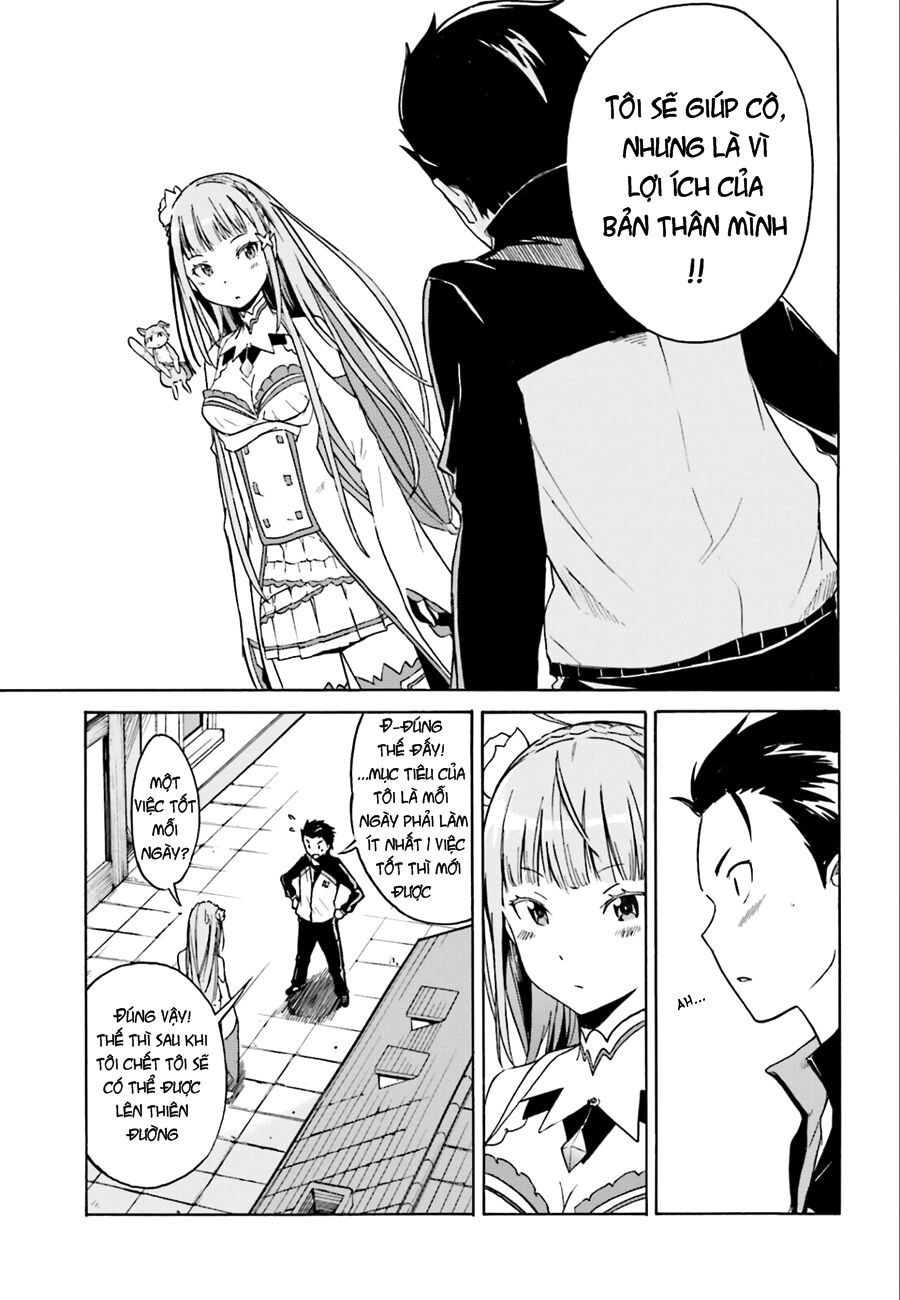 TÔI SẼ GIÚP CÔ,
NHƯNG LÀ VÌ
LỢI ÍCH CỦA
BẢN THÂN MÌNH
!!
AH...
Đ-ĐÚNG
THẾ ĐẤY!
...MỤC TIÊU CỦA
TÔI LÀ MỖI
NGÀY PHẢI LÀM
ÍT NHẤT 1 VIỆC
TỐT THÌ MỚI
ĐƯỢC
MỘT
VIỆC TỐT
MỖI
NGÀY?
ĐÚNG VẬY!
THẾ THÌ SAU KHI
TÔI CHẾT TÔI SẼ
CÓ THỂ ĐƯỢC
LÊN THIÊN
ĐƯỜNG